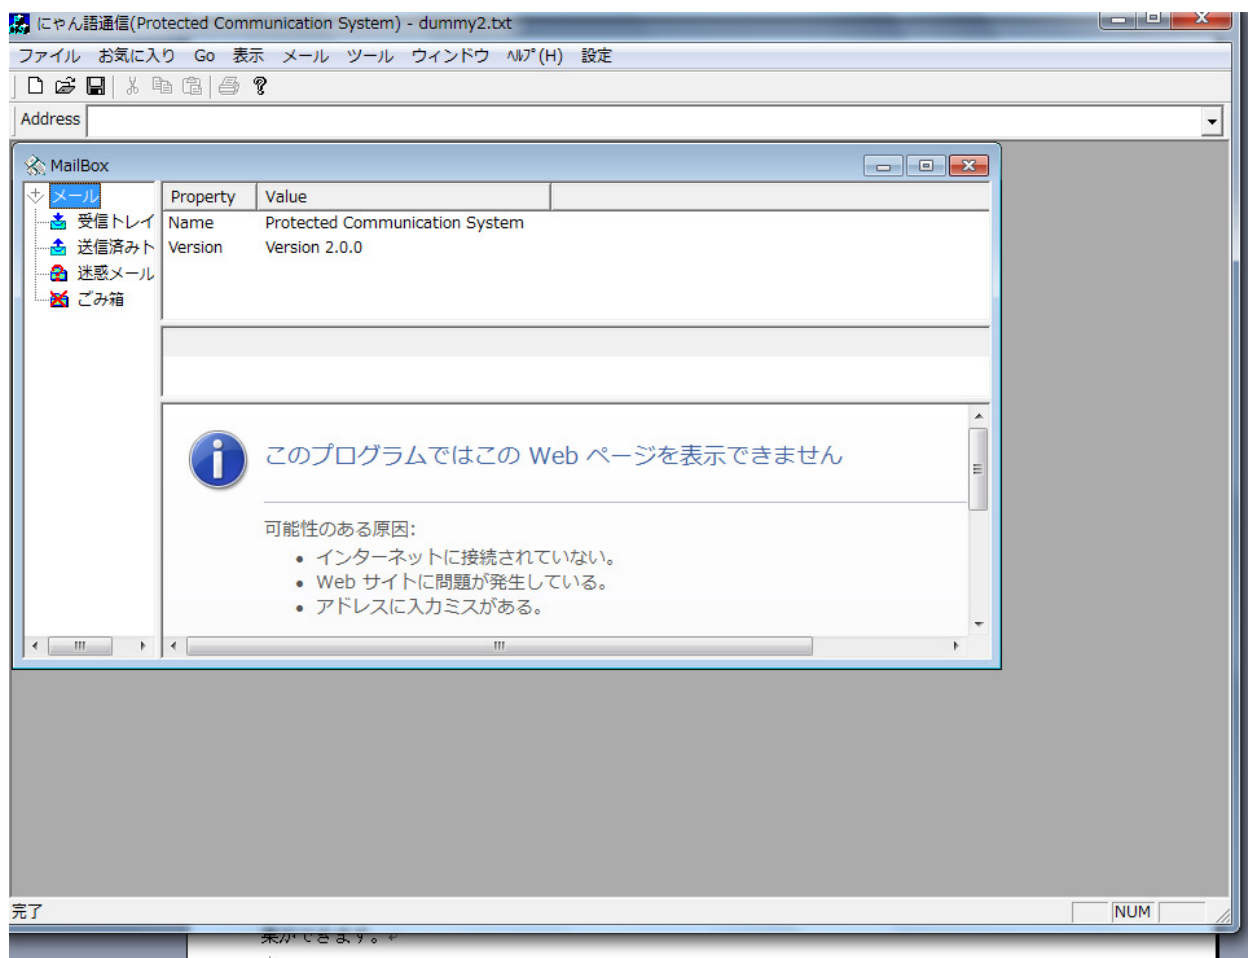 にゃん語通信(Protected Communication System) - dummy2.txt
ファイル お気に入り Go 表示 メール ツール ウィンドウ ﾍﾙﾌﾟ(H) 設定
Address
MailBox
メール
受信トレイ
送信済みト
迷惑メール
ごみ箱
Property Value
Name Protected Communication System
Version Version 2.0.0
このプログラムではこの Web ページを表示できません
可能性のある原因:
• インターネットに接続されていない。
• Web サイトに問題が発生している。
• アドレスに入力ミスがある。
完了
NUM
集ができます。